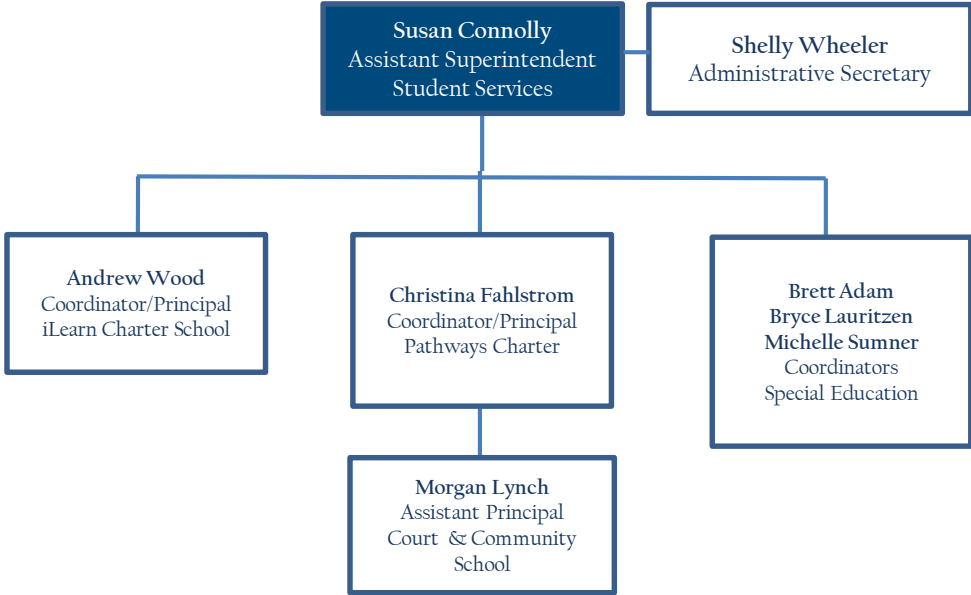 Susan Connolly
Assistant Superintendent
Student Services
Shelly Wheeler
Administrative Secretary
Andrew Wood
Coordinator/Principal
iLearn Charter School
Christina Fahlstrom
Coordinator/Principal
Pathways Charter
Brett Adam
Bryce Lauritzen
Michelle Sumner
Coordinators
Special Education
Morgan Lynch
Assistant Principal
Court & Community
School